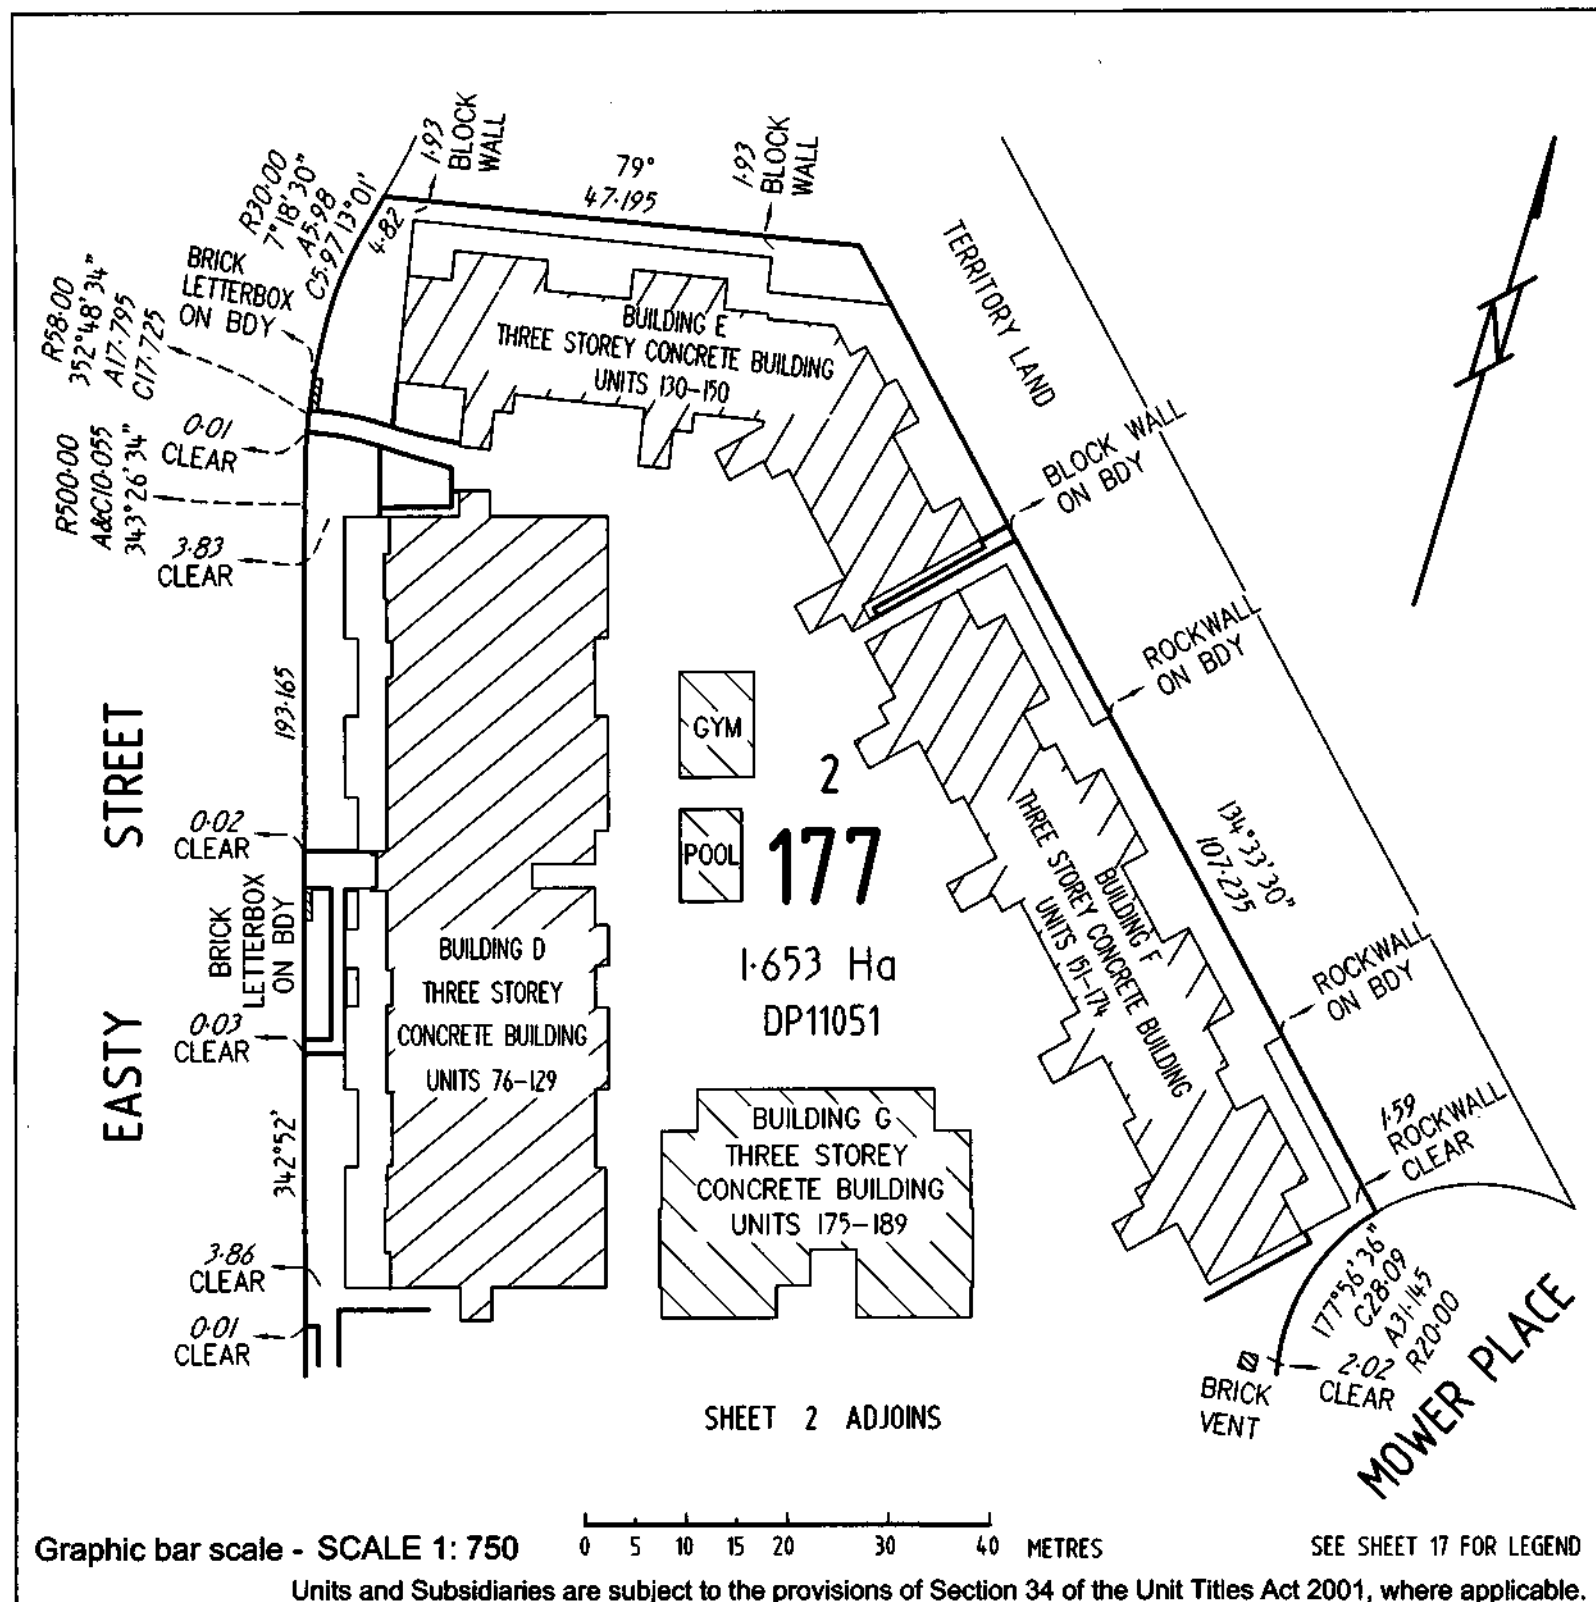 1·93
BLOCK
WALL
79°
47·195
1·93
BLOCK
WALL
R30·00
7°18'30"
A5·98
C5·97 13°01'
4·82
BRICK
LETTERBOX
ON BDY
R58·00
352°48'34"
A17·795
C17·725
0·01
CLEAR
R500·00
A&C10·055
343°26'34"
3·83
CLEAR
TERRITORY LAND
N
BUILDING E
THREE STOREY CONCRETE BUILDING
UNITS 130-150
BLOCK WALL
ON BDY
ROCKWALL
ON BDY
193·165
EASTY STREET
GYM
2
POOL
177
1·653 Ha
DP11051
134°33'30"
107·235
BUILDING F
THREE STOREY CONCRETE BUILDING
UNITS 151-174
0·02
CLEAR
BRICK
LETTERBOX
ON BDY
BUILDING D
THREE STOREY
CONCRETE BUILDING
UNITS 76-129
0·03
CLEAR
ROCKWALL
ON BDY
342°52'
BUILDING G
THREE STOREY
CONCRETE BUILDING
UNITS 175-189
1·59
ROCKWALL
CLEAR
3·86
CLEAR
0·01
CLEAR
177°56'36"
C28·09
A31·145
R20·00
2·02
CLEAR
BRICK
VENT
MOWER PLACE
SHEET 2 ADJOINS
Graphic bar scale - SCALE 1: 750
0 5 10 15 20 30 40 METRES
SEE SHEET 17 FOR LEGEND
Units and Subsidiaries are subject to the provisions of Section 34 of the Unit Titles Act 2001, where applicable.